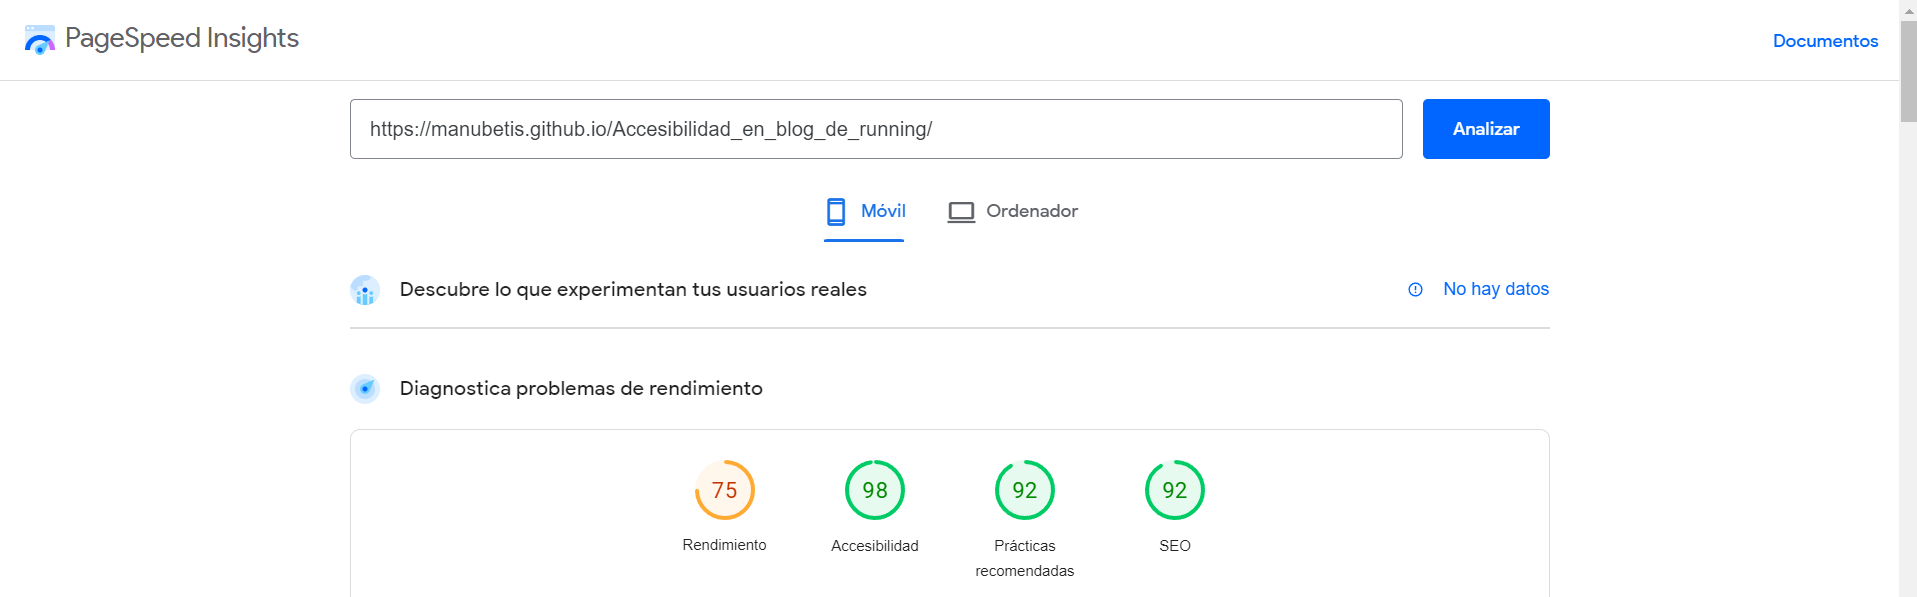 PageSpeed Insights
Documentos
https://manubetis.github.io/Accesibilidad_en_blog_de_running/
Analizar
Móvil
Ordenador
Descubre lo que experimentan tus usuarios reales
No hay datos
Diagnostica problemas de rendimiento
75
98
92
92
Rendimiento
Accesibilidad
Prácticas
recomendadas
SEO